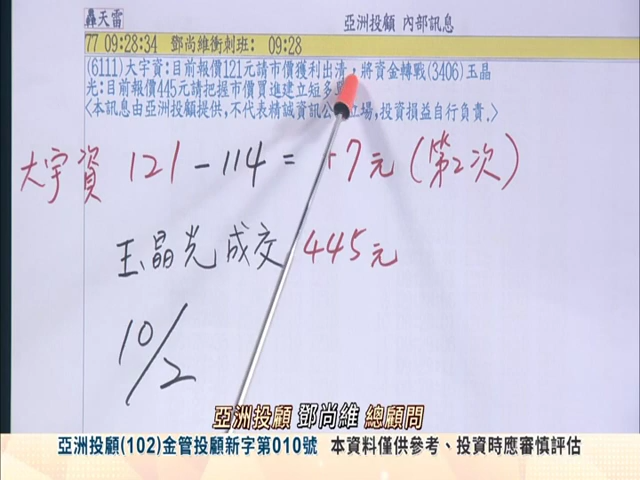 轟天雷 亞洲投顧 內部訊息
77 09:28:34 鄧尚維衝刺班: 09:28
(6111)大宇資:目前報價121元請市價獲利出清,將資金轉戰(3406)玉晶
光:目前報價445元請把握市價買進建立短多
<本訊息由亞洲投顧提供,不代表精誠資訊公 立場,投資損益自行負責.>
大宇資 121-114=+7元(第2次)
玉晶光成交 445元
10/2
亞洲投顧 鄧尚維 總顧問
亞洲投顧(102)金管投顧新字第010號 本資料僅供參考、投資時應審慎評估